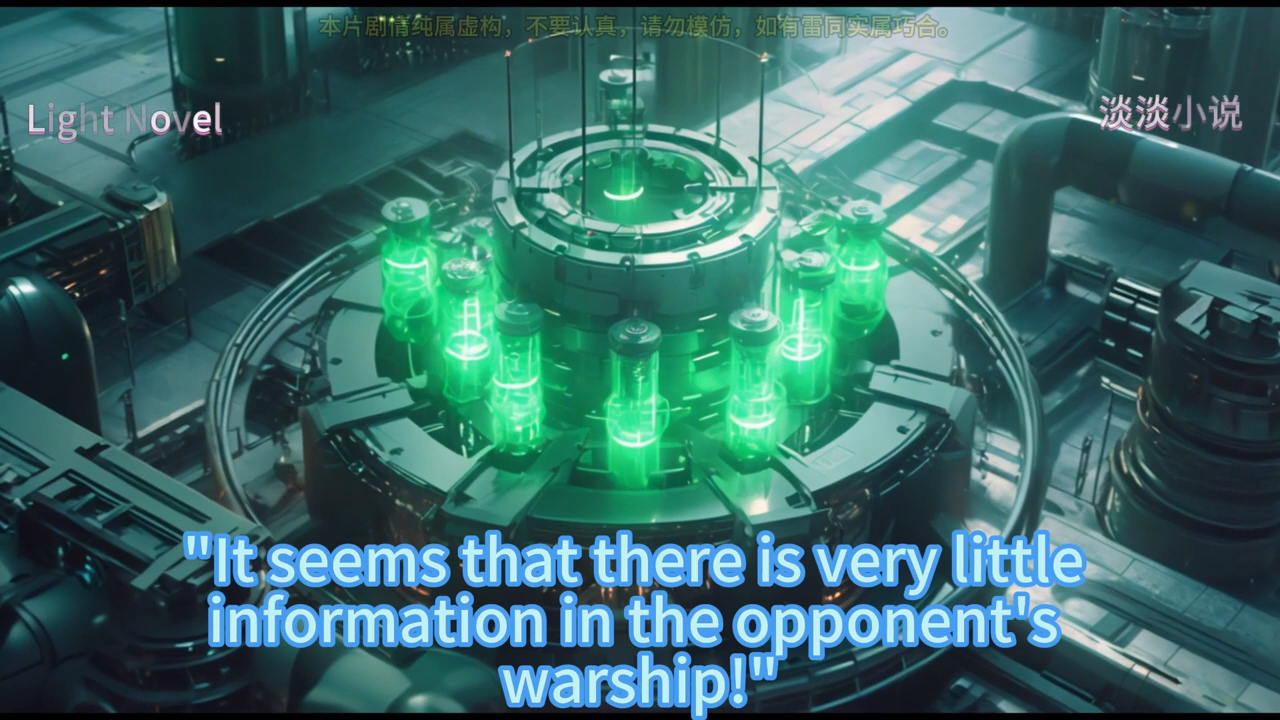 本片剧情纯属虚构，不要认真，请勿模仿，如有雷同实属巧合。
Light Novel
淡淡小说
"It seems that there is very little
information in the opponent's
warship!"